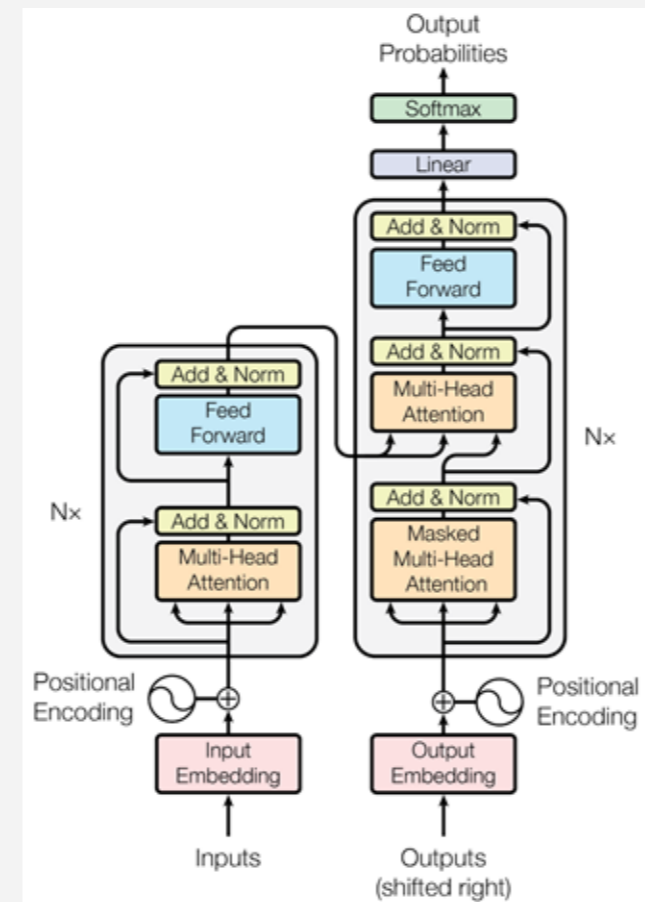 Output
Probabilities
Softmax
Linear
Add & Norm
Feed
Forward
Add & Norm
Multi-Head
Attention
Add & Norm
Masked
Multi-Head
Attention
Nx
Positional
Encoding
Output
Embedding
Outputs
(shifted right)
Add & Norm
Feed
Forward
Add & Norm
Multi-Head
Attention
Nx
Positional
Encoding
Input
Embedding
Inputs